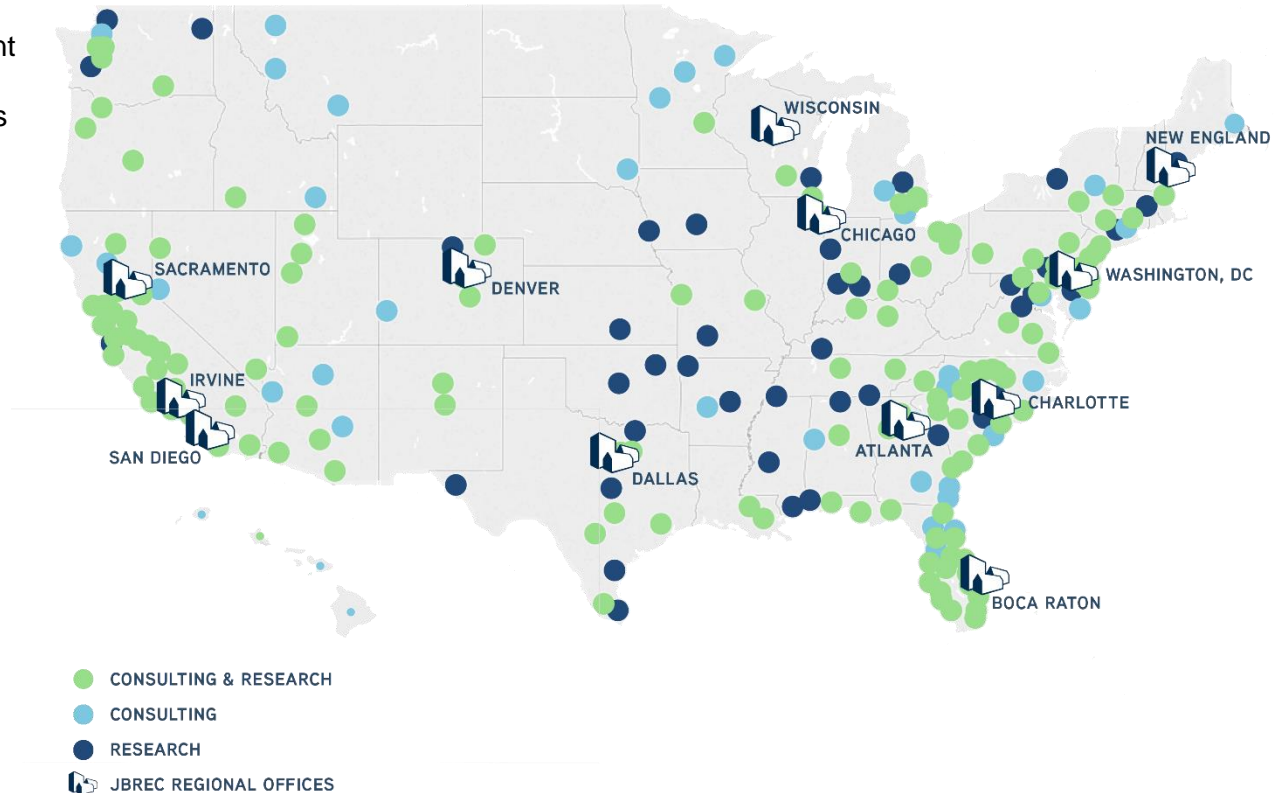 nt
s
WISCONSIN
NEW ENGLAND
CHICAGO
SACRAMENTO
DENVER
WASHINGTON, DC
IRVINE
CHARLOTTE
SAN DIEGO
ATLANTA
DALLAS
BOCA RATON
CONSULTING & RESEARCH
CONSULTING
RESEARCH
JBREC REGIONAL OFFICES